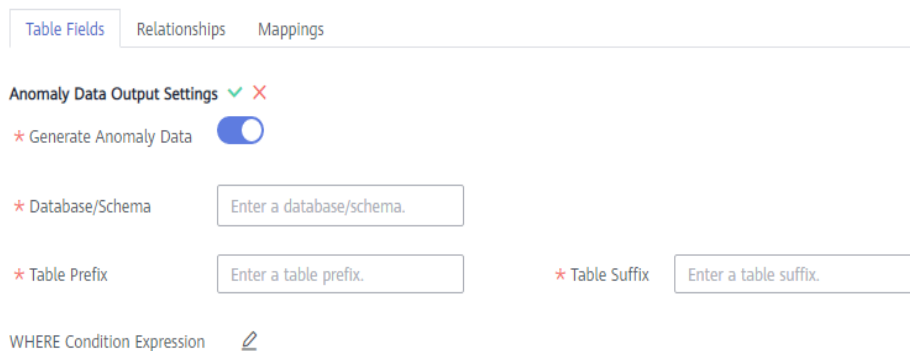 Table Fields Relationships Mappings
Anomaly Data Output Settings
* Generate Anomaly Data
* Database/Schema Enter a database/schema.
* Table Prefix Enter a table prefix. * Table Suffix Enter a table suffix.
WHERE Condition Expression